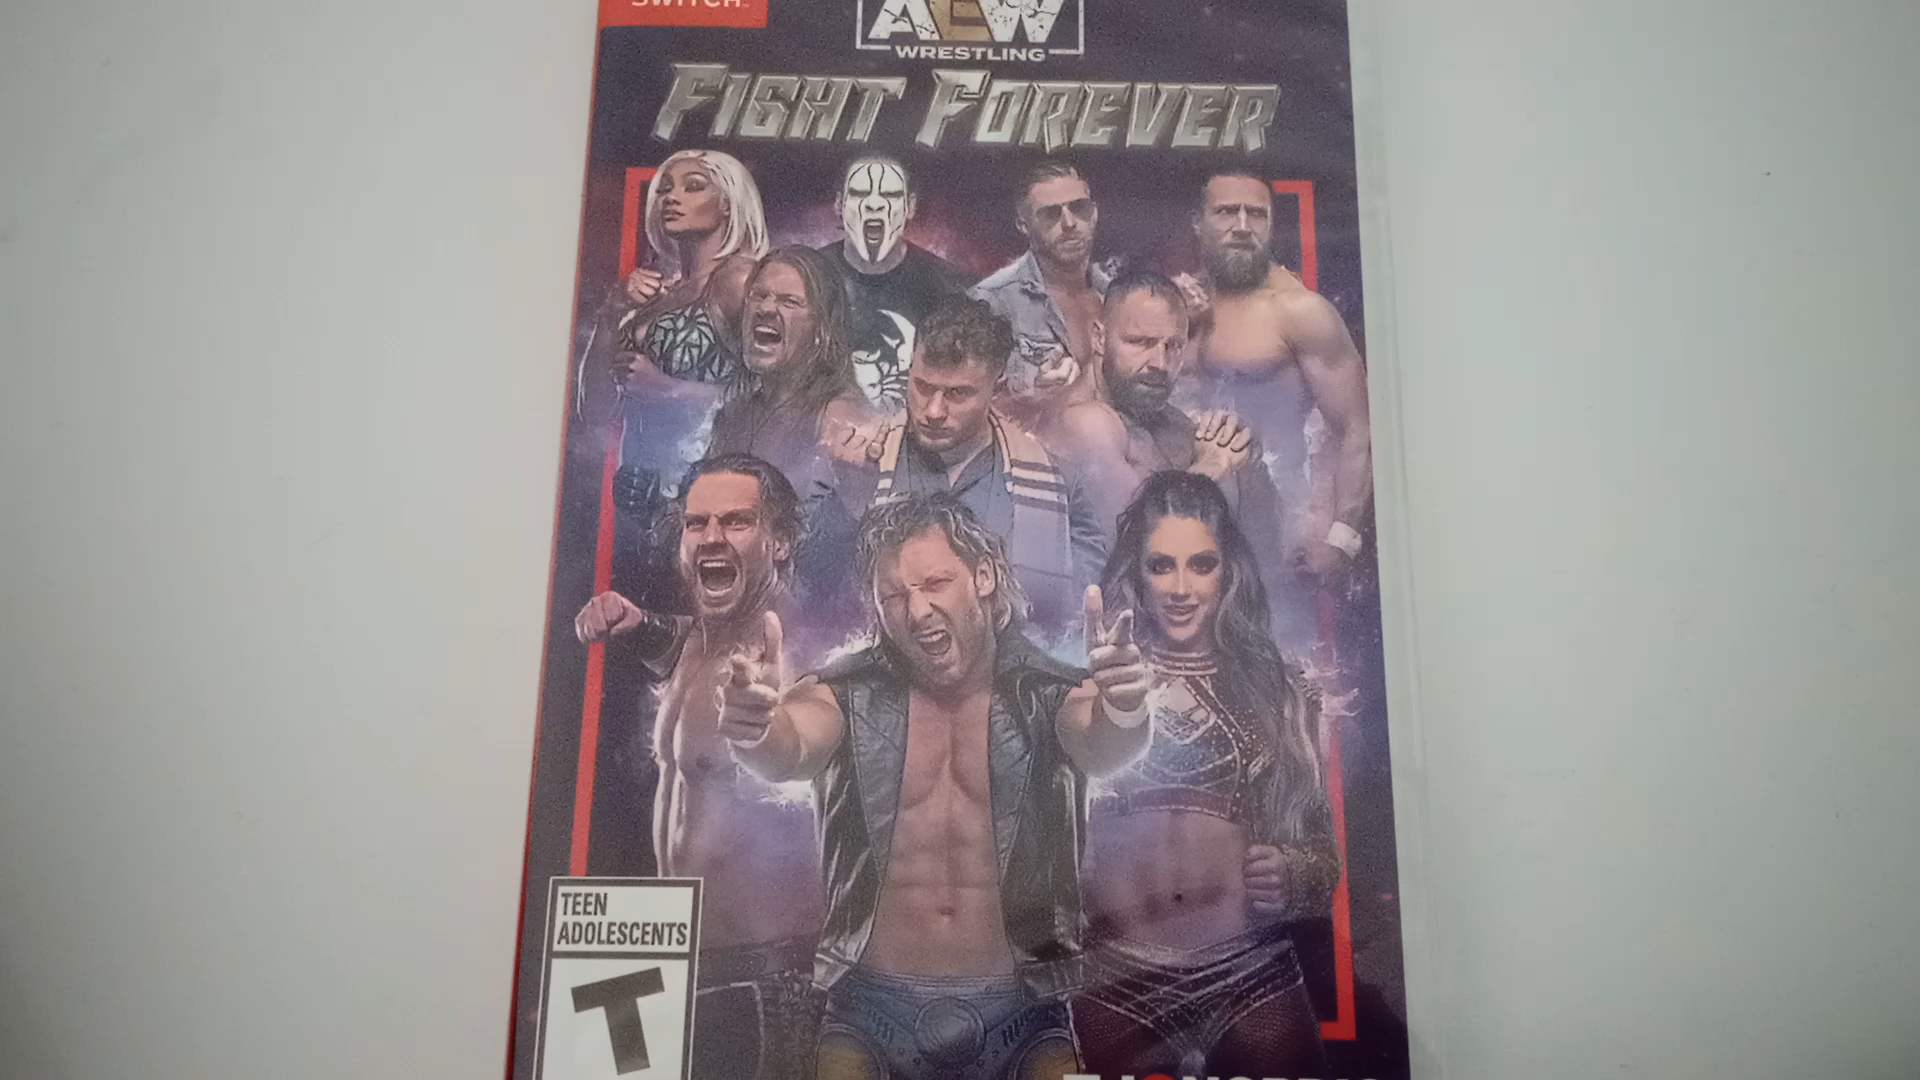 SWITCH
AEW
WRESTLING
FIGHT FOREVER
TEEN
ADOLESCENTS
T